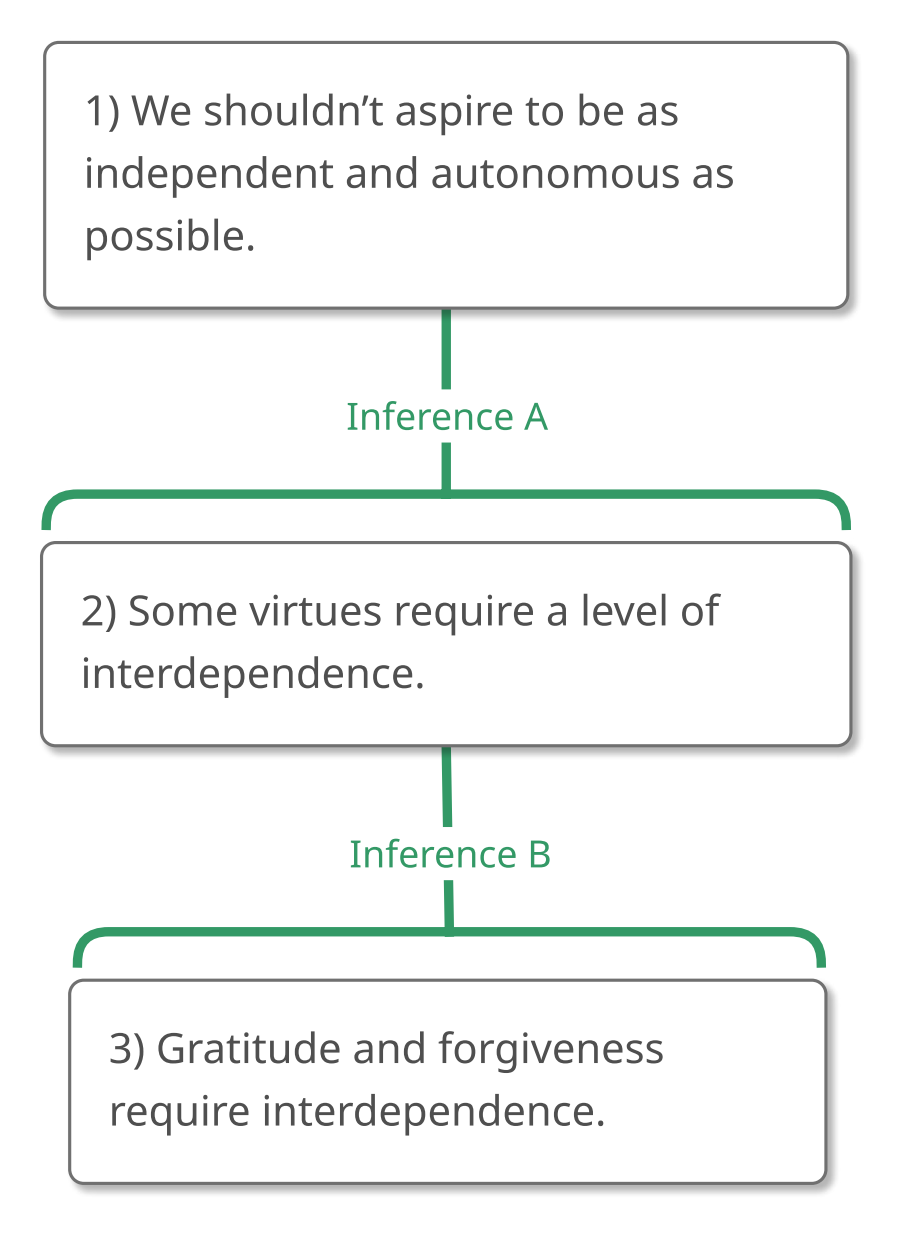 1) We shouldn’t aspire to be as
independent and autonomous as
possible.
Inference A
2) Some virtues require a level of
interdependence.
Inference B
3) Gratitude and forgiveness
require interdependence.